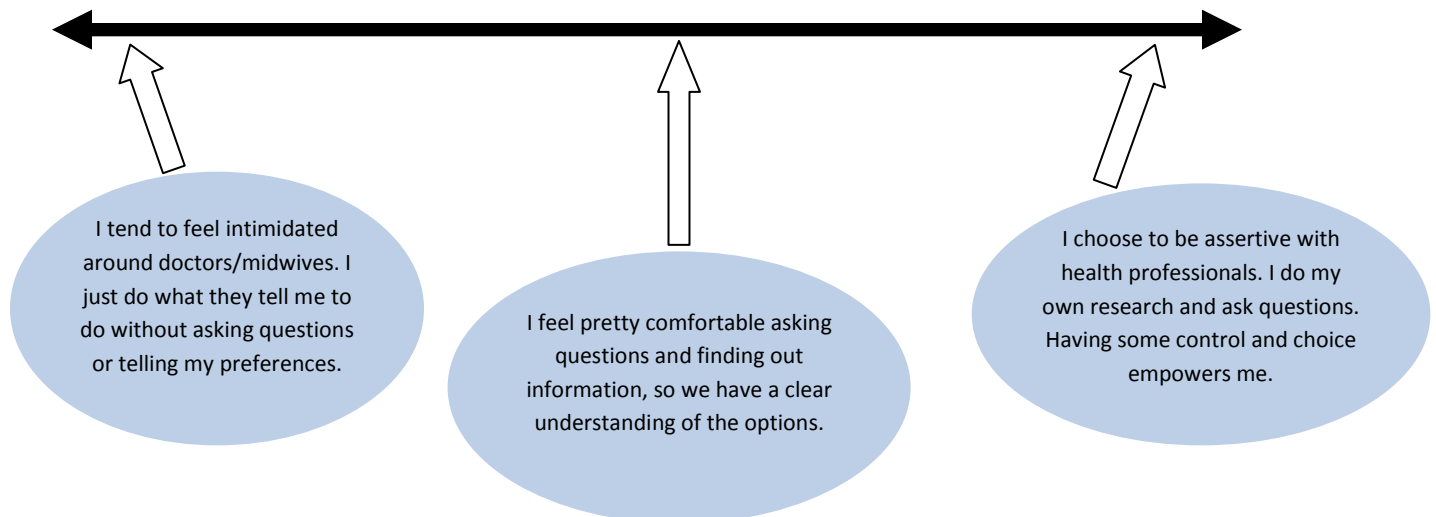 I tend to feel intimidated
around doctors/midwives. I
just do what they tell me to
do without asking questions
or telling my preferences.
I feel pretty comfortable asking
questions and finding out
information, so we have a clear
understanding of the options.
I choose to be assertive with
health professionals. I do my
own research and ask questions.
Having some control and choice
empowers me.